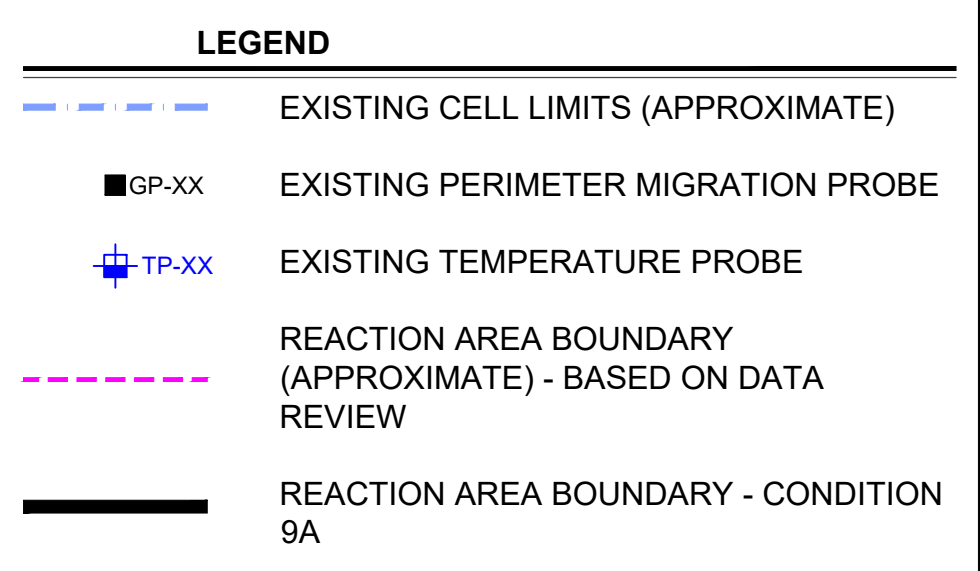 LEGEND
EXISTING CELL LIMITS (APPROXIMATE)
GP-XX EXISTING PERIMETER MIGRATION PROBE
TP-XX EXISTING TEMPERATURE PROBE
REACTION AREA BOUNDARY
(APPROXIMATE) - BASED ON DATA
REVIEW
REACTION AREA BOUNDARY - CONDITION
9A